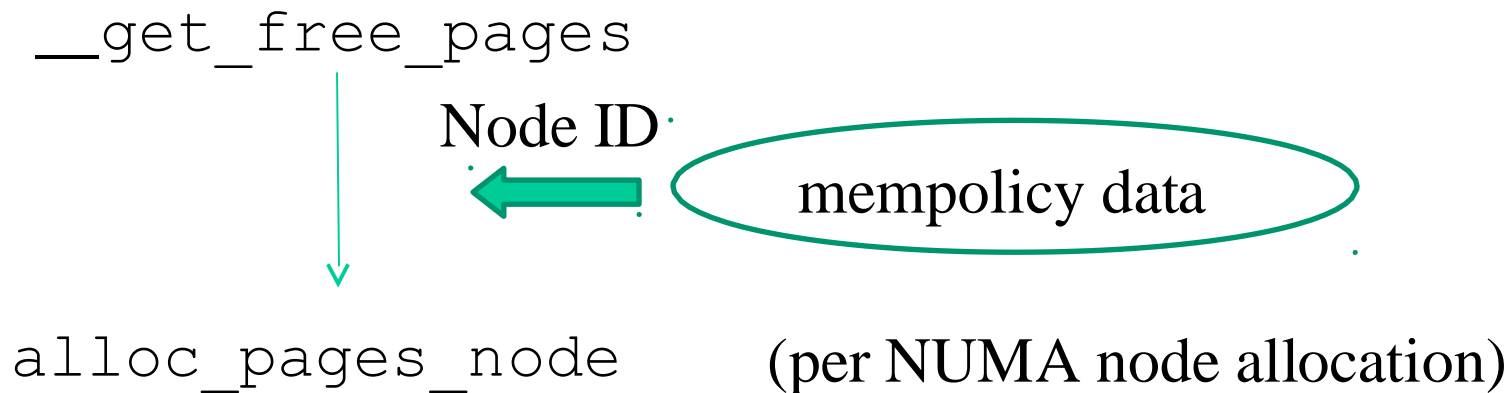 __get_free_pages
Node ID
mempolicy data
alloc_pages_node (per NUMA node allocation)